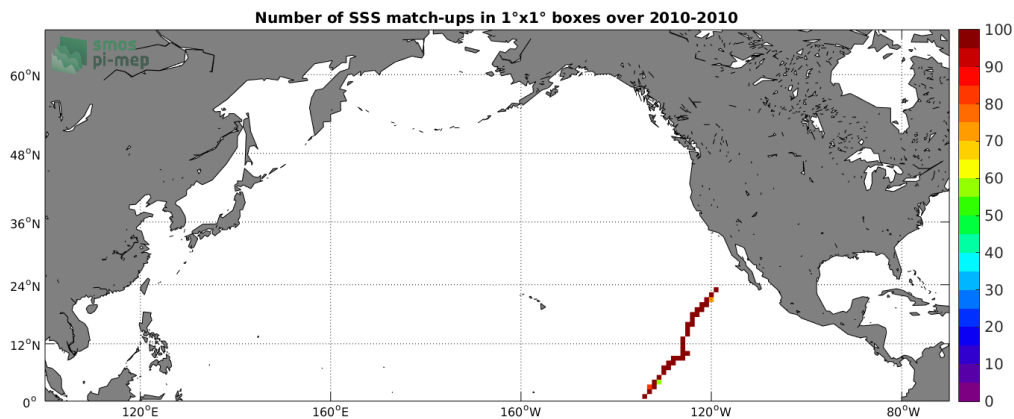 Number of SSS match-ups in 1°x1° boxes over 2010-2010
smos
pi-mep
60°N
48°N
36°N
24°N
12°N
0°
120°E
160°E
160°W
120°W
80°W
100
90
80
70
60
50
40
30
20
10
0